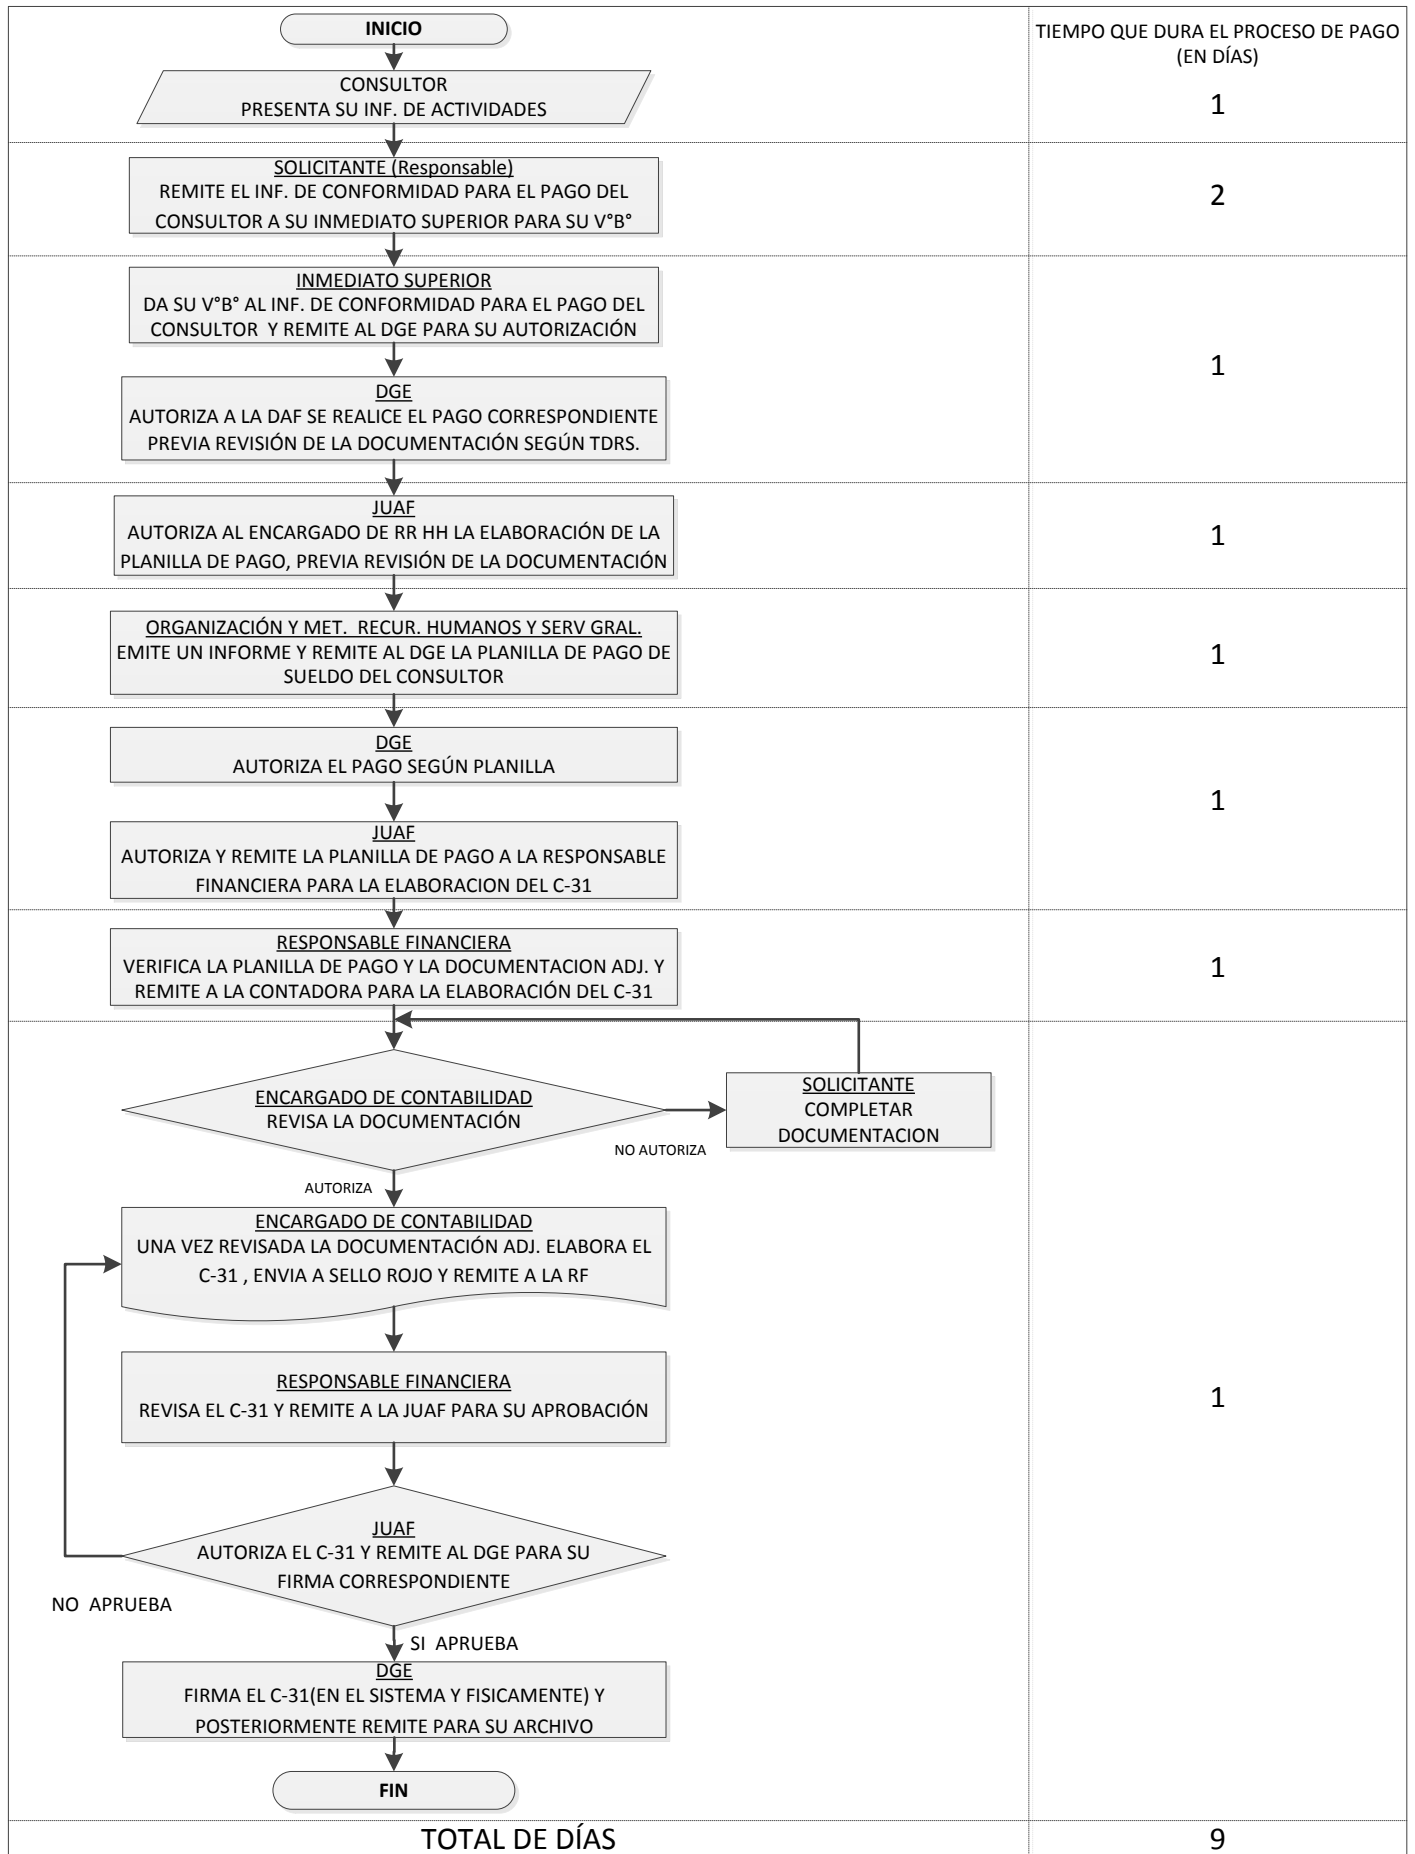 INICIO
TIEMPO QUE DURA EL PROCESO DE PAGO
(EN DÍAS)
CONSULTOR
PRESENTA SU INF. DE ACTIVIDADES
1
SOLICITANTE (Responsable)
REMITE EL INF. DE CONFORMIDAD PARA EL PAGO DEL
CONSULTOR A SU INMEDIATO SUPERIOR PARA SU V°B°
2
INMEDIATO SUPERIOR
DA SU V°B° AL INF. DE CONFORMIDAD PARA EL PAGO DEL
CONSULTOR Y REMITE AL DGE PARA SU AUTORIZACIÓN
1
DGE
AUTORIZA A LA DAF SE REALICE EL PAGO CORRESPONDIENTE
PREVIA REVISIÓN DE LA DOCUMENTACIÓN SEGÚN TDRS.
JUAF
AUTORIZA AL ENCARGADO DE RR HH LA ELABORACIÓN DE LA
PLANILLA DE PAGO, PREVIA REVISIÓN DE LA DOCUMENTACIÓN
1
ORGANIZACIÓN Y MET. RECUR. HUMANOS Y SERV GRAL.
EMITE UN INFORME Y REMITE AL DGE LA PLANILLA DE PAGO DE
SUELDO DEL CONSULTOR
1
DGE
AUTORIZA EL PAGO SEGÚN PLANILLA
1
JUAF
AUTORIZA Y REMITE LA PLANILLA DE PAGO A LA RESPONSABLE
FINANCIERA PARA LA ELABORACION DEL C-31
RESPONSABLE FINANCIERA
VERIFICA LA PLANILLA DE PAGO Y LA DOCUMENTACION ADJ. Y
REMITE A LA CONTADORA PARA LA ELABORACIÓN DEL C-31
1
ENCARGADO DE CONTABILIDAD
REVISA LA DOCUMENTACIÓN
SOLICITANTE
COMPLETAR
DOCUMENTACION
NO AUTORIZA
AUTORIZA
ENCARGADO DE CONTABILIDAD
UNA VEZ REVISADA LA DOCUMENTACIÓN ADJ. ELABORA EL
C-31 , ENVIA A SELLO ROJO Y REMITE A LA RF
RESPONSABLE FINANCIERA
REVISA EL C-31 Y REMITE A LA JUAF PARA SU APROBACIÓN
1
JUAF
AUTORIZA EL C-31 Y REMITE AL DGE PARA SU
FIRMA CORRESPONDIENTE
NO APRUEBA
SI APRUEBA
DGE
FIRMA EL C-31(EN EL SISTEMA Y FISICAMENTE) Y
POSTERIORMENTE REMITE PARA SU ARCHIVO
FIN
TOTAL DE DÍAS
9